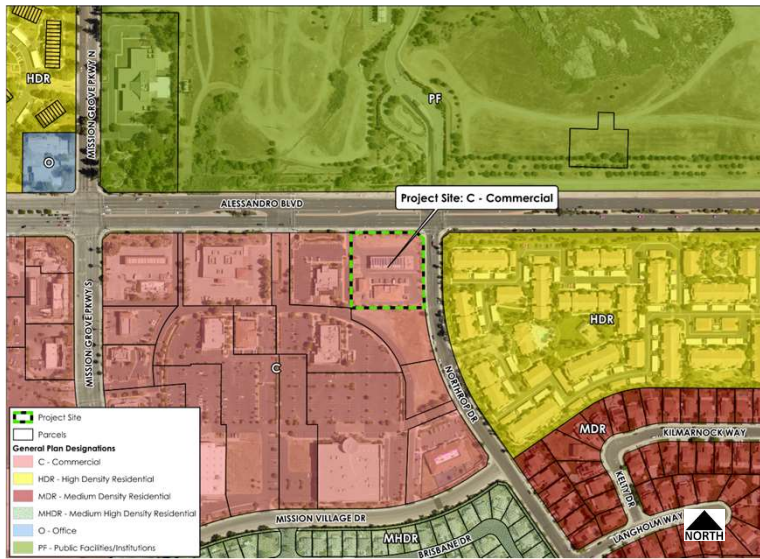 HDR
MISSION GROVE PKWY N
PF
O
ALESSANDRO BLVD
Project Site: C - Commercial
MISSION GROVE PKWY S
HDR
C
NORTHROP DR
MDR
KILMARNOCK WAY
KELTY DR
LANGHOLM WAY
MISSION VILLAGE DR
MHDR
BRISBANE DR
Project Site
Parcels
General Plan Designations
C - Commercial
HDR - High Density Residential
MDR - Medium Density Residential
MHDR - Medium High Density Residential
O - Office
PF - Public Facilities/Institutions
NORTH